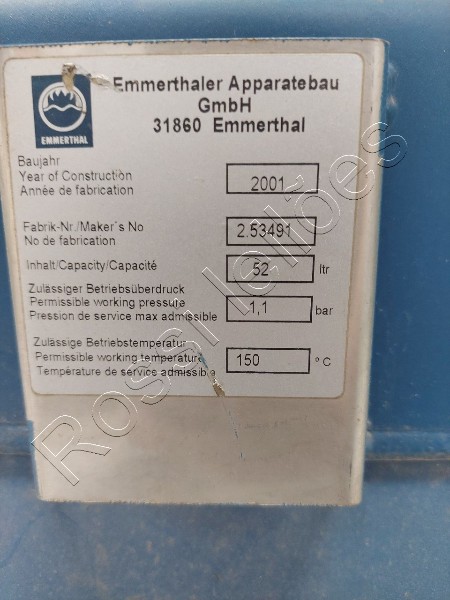 Emmerthaler Apparatebau
GmbH
31860 Emmerthal
EMMERTHAL
Baujahr
Year of Construction
Année de fabrication
2001
Fabrik-Nr./Maker´s No
No de fabrication
2.53491
Inhalt/Capacity/Capacité
52 ltr
Zulässiger Betriebsüberdruck
Permissible working pressure
Pression de service max admissible
1,1 bar
Zulässige Betriebstemperatur
Permissible working temperature
Température de service admissible
150 °C
Rossi leilões